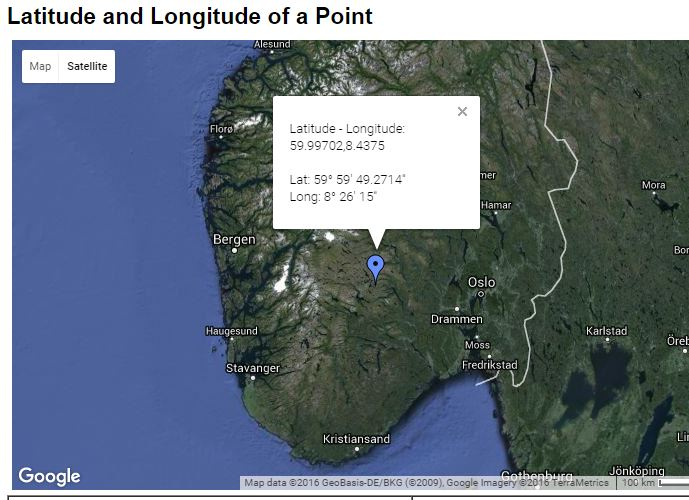 Latitude and Longitude of a Point
Map Satellite
Alesund
×
Latitude - Longitude:
59.99702,8.4375
Lat: 59° 59' 49.2714"
Long: 8° 26' 15"
Florø
mer
Mora
Hamar
Bergen
Bor
Oslo
Drammen
Haugesund
Karlstad
Moss
Öreb
Stavanger
Fredrikstad
Kristiansand
Lin
Jönköping
Gothenburg
Google
Map data ©2016 GeoBasis-DE/BKG (©2009), Google Imagery ©2016 TerraMetrics 100 km